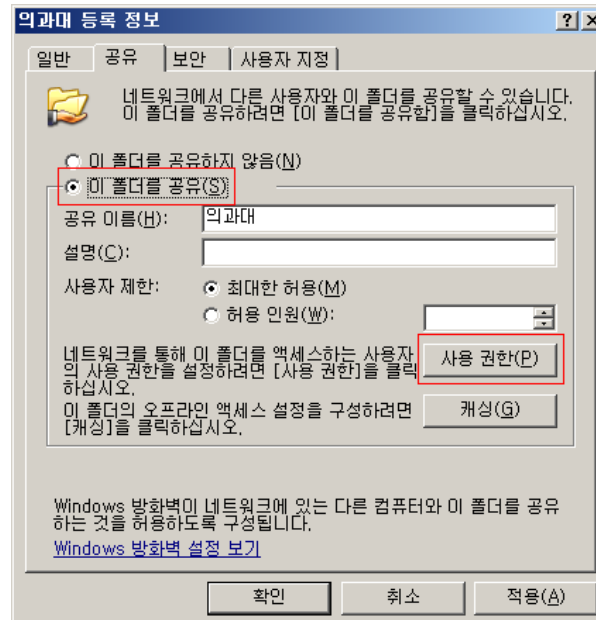 의과대 등록 정보
일반 공유 보안 사용자 지정
네트워크에서 다른 사용자와 이 폴더를 공유할 수 있습니다.
이 폴더를 공유하려면 [이 폴더를 공유함]을 클릭하십시오.
이 폴더를 공유하지 않음(N)
이 폴더를 공유(S)
공유 이름(H): 의과대
설명(C):
사용자 제한: 최대한 허용(M)
허용 인원(W):
네트워크를 통해 이 폴더를 액세스하는 사용자
의 사용 권한을 설정하려면 [사용 권한]을 클릭
하십시오.
사용 권한(P)
이 폴더의 오프라인 액세스 설정을 구성하려면
[캐싱]을 클릭하십시오.
캐싱(G)
Windows 방화벽이 네트워크에 있는 다른 컴퓨터와 이 폴더를 공유
하는 것을 허용하도록 구성됩니다.
Windows 방화벽 설정 보기
확인 취소 적용(A)